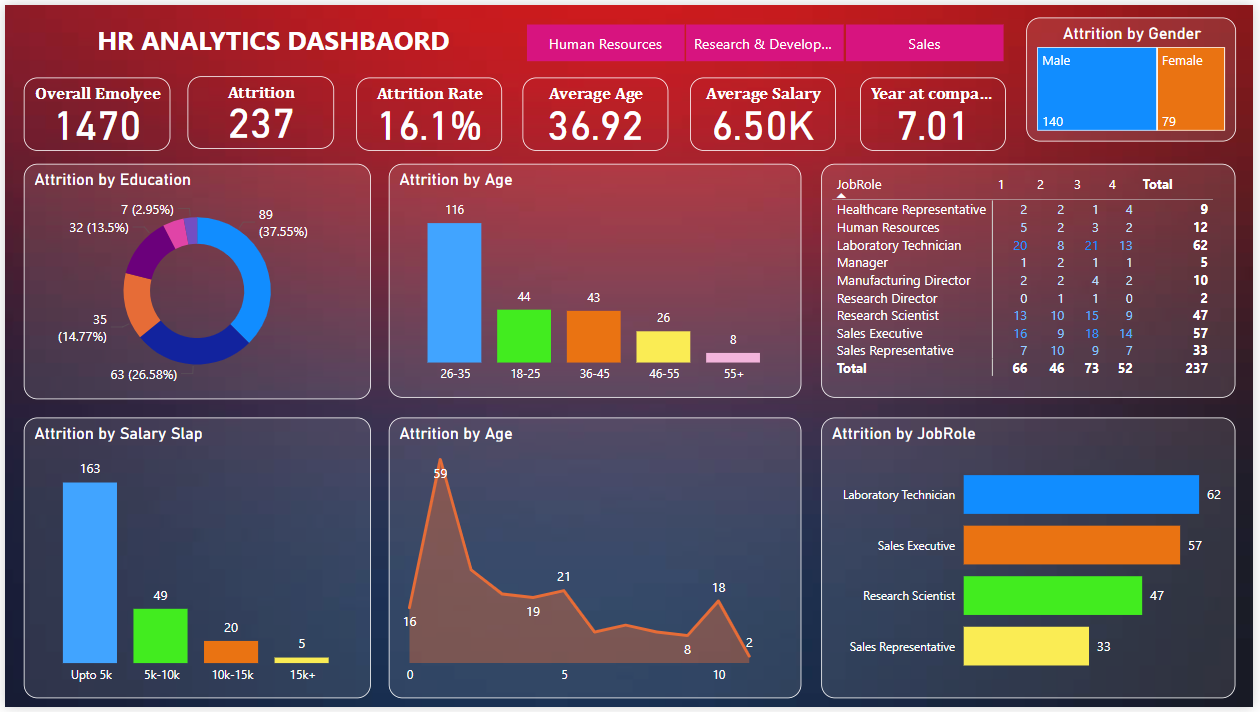 HR ANALYTICS DASHBAORD
Human Resources
Research & Develop...
Sales
Attrition by Gender
Male
Female
140
79
Overall Emolyee
1470
Attrition
237
Attrition Rate
16.1%
Average Age
36.92
Average Salary
6.50K
Year at compa...
7.01
Attrition by Education
7 (2.95%)
89
(37.55%)
32 (13.5%)
35
(14.77%)
63 (26.58%)
Attrition by Age
116
44
43
26
8
26-35
18-25
36-45
46-55
55+
JobRole 1 2 3 4 Total
Healthcare Representative 2 2 1 4 9
Human Resources 5 2 3 2 12
Laboratory Technician 20 8 21 13 62
Manager 1 2 1 1 5
Manufacturing Director 2 2 4 2 10
Research Director 0 1 1 0 2
Research Scientist 13 10 15 9 47
Sales Executive 16 9 18 14 57
Sales Representative 7 10 9 7 33
Total 66 46 73 52 237
Attrition by Salary Slap
163
49
20
5
Upto 5k
5k-10k
10k-15k
15k+
Attrition by Age
59
16
19
21
8
18
2
0
5
10
Attrition by JobRole
Laboratory Technician 62
Sales Executive 57
Research Scientist 47
Sales Representative 33